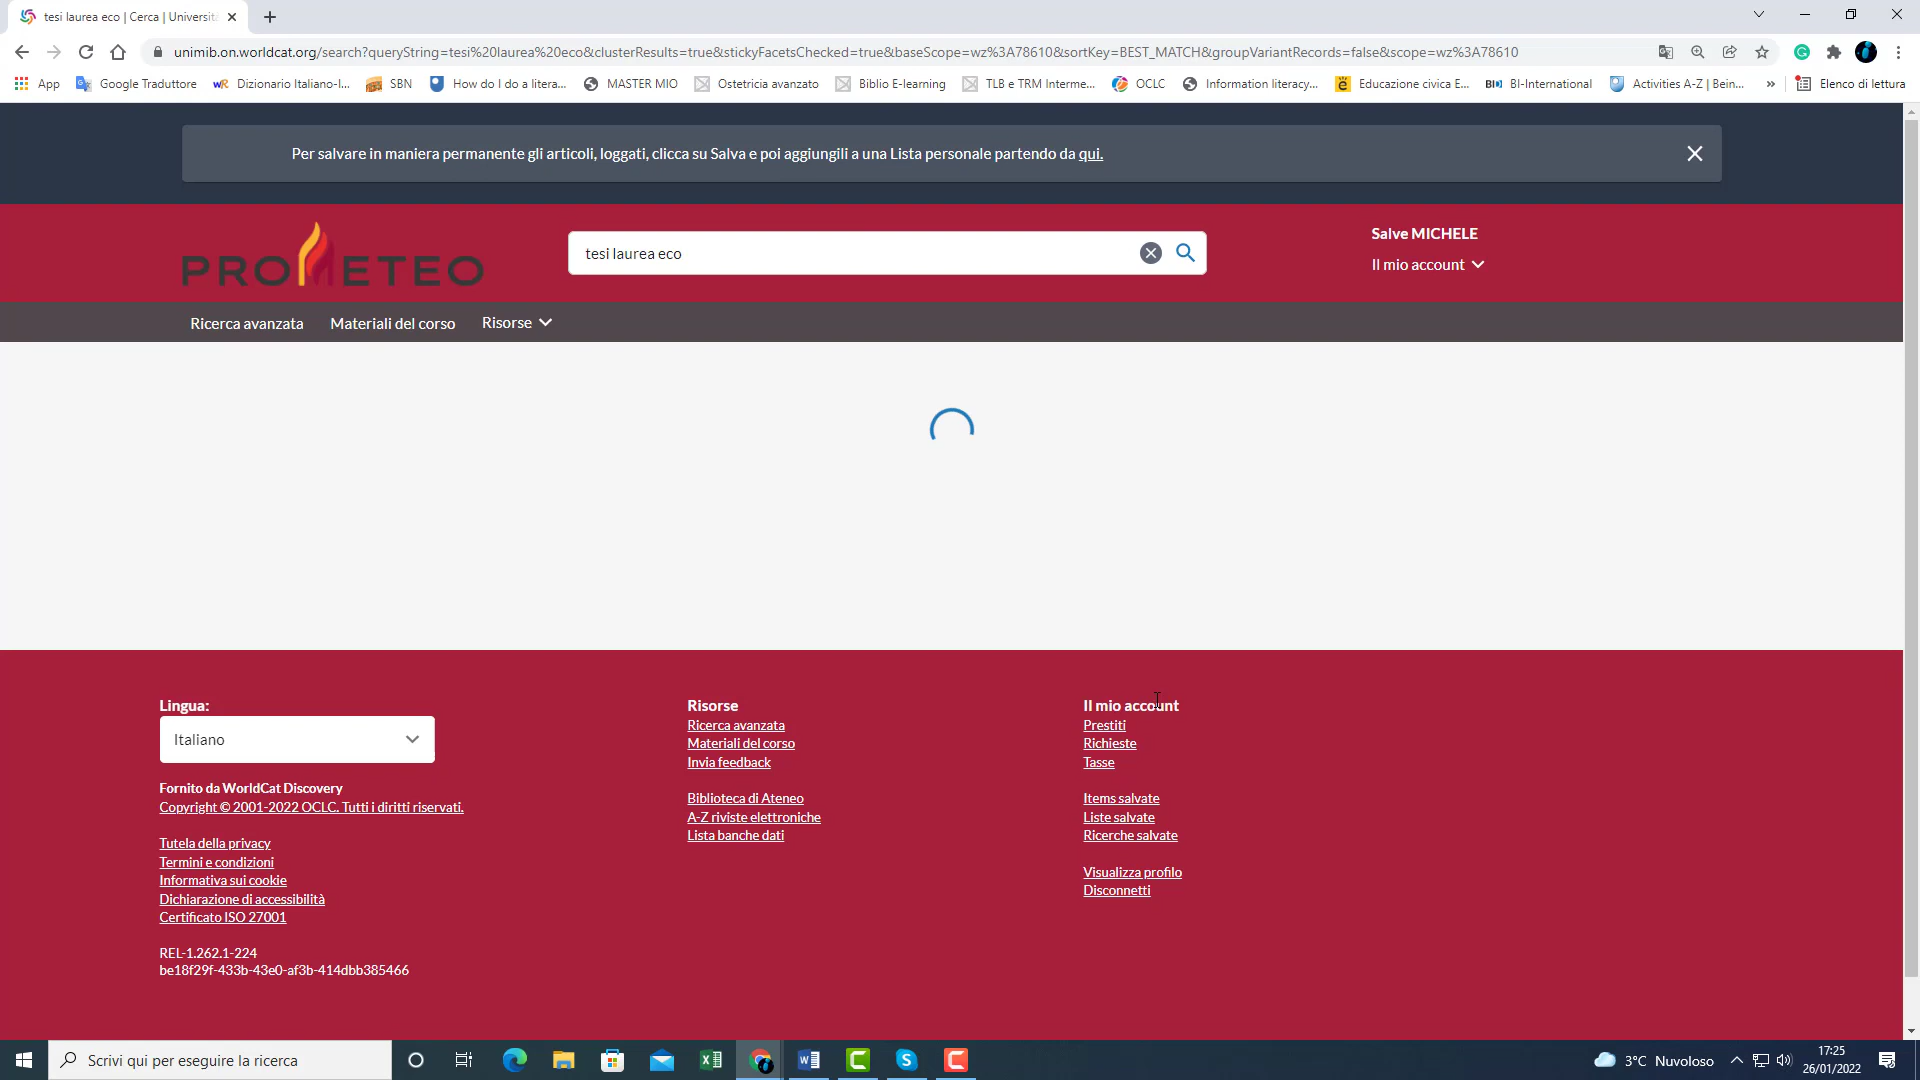 tesi laurea eco | Cerca | Universit
unimib.on.worldcat.org/search?queryString=tesi%20laurea%20eco&clusterResults=true&stickyFacetsChecked=true&baseScope=wz%3A78610&sortKey=BEST_MATCH&groupVariantRecords=false&scope=wz%3A78610
App Google Traduttore Dizionario Italiano-I... SBN How do I do a litera... MASTER MIO Ostetricia avanzato Biblio E-learning TLB e TRM Interme... OCLC Information literacy... Educazione civica E... BI-International Activities A-Z | Bein... » Elenco di lettura
Per salvare in maniera permanente gli articoli, loggati, clicca su Salva e poi aggiungili a una Lista personale partendo da qui.
PROMETEO
tesi laurea eco
Salve MICHELE
Il mio account
Ricerca avanzata Materiali del corso Risorse
Lingua:
Italiano
Fornito da WorldCat Discovery
Copyright © 2001-2022 OCLC. Tutti i diritti riservati.
Tutela della privacy
Termini e condizioni
Informativa sui cookie
Dichiarazione di accessibilità
Certificato ISO 27001
REL-1.262.1-224
be18f29f-433b-43e0-af3b-414dbb385466
Risorse
Ricerca avanzata
Materiali del corso
Invia feedback
Biblioteca di Ateneo
A-Z riviste elettroniche
Lista banche dati
Il mio account
Prestiti
Richieste
Tasse
Items salvate
Liste salvate
Ricerche salvate
Visualizza profilo
Disconnetti
Scrivi qui per eseguire la ricerca
3°C Nuvoloso
17:25
26/01/2022